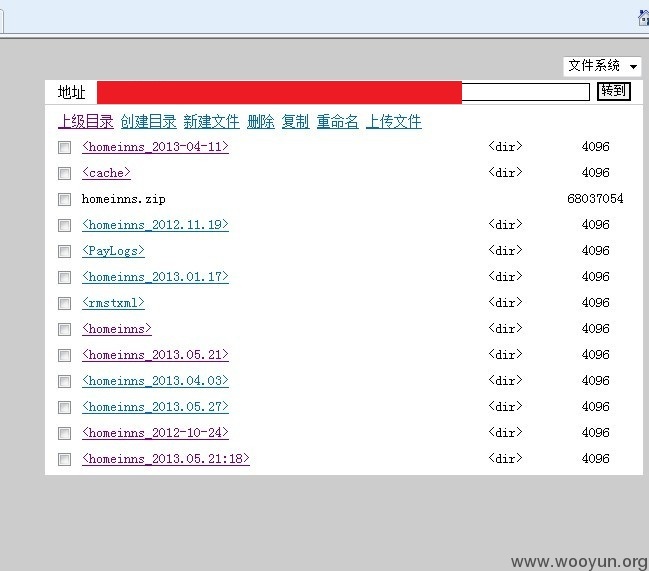 文件系统
地址 转到
上级目录 创建目录 新建文件 删除 复制 重命名 上传文件
<homeinns_2013-04-11> <dir> 4096
<cache> <dir> 4096
homeinns.zip 68037054
<homeinns_2012.11.19> <dir> 4096
<PayLogs> <dir> 4096
<homeinns_2013.01.17> <dir> 4096
<rmstxml> <dir> 4096
<homeinns> <dir> 4096
<homeinns_2013.05.21> <dir> 4096
<homeinns_2013.04.03> <dir> 4096
<homeinns_2013.05.27> <dir> 4096
<homeinns_2012-10-24> <dir> 4096
<homeinns_2013.05.21:18> <dir> 4096
www.wooyun.org